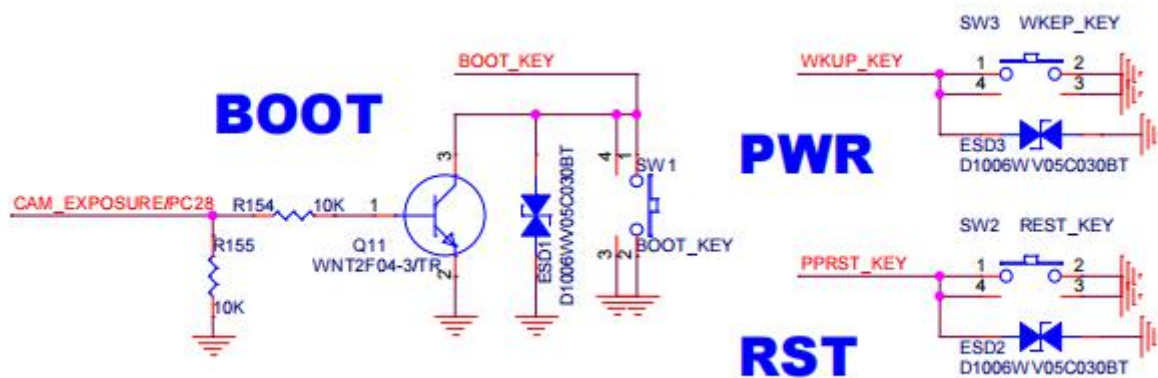 BOOT
BOOT_KEY
CAM_EXPOSURE/PC28
R154
10K
R155
10K
1
3
2
Q11
WNT2F04-3/TR
ESD1
D1006WV05C030BT
4
1
SW1
BOOT_KEY
3
2
PWR
SW3 WKEP_KEY
WKUP_KEY
1
2
4
3
ESD3
D1006WV05C030BT
RST
SW2 REST_KEY
PPRST_KEY
1
2
4
3
ESD2
D1006WV05C030BT